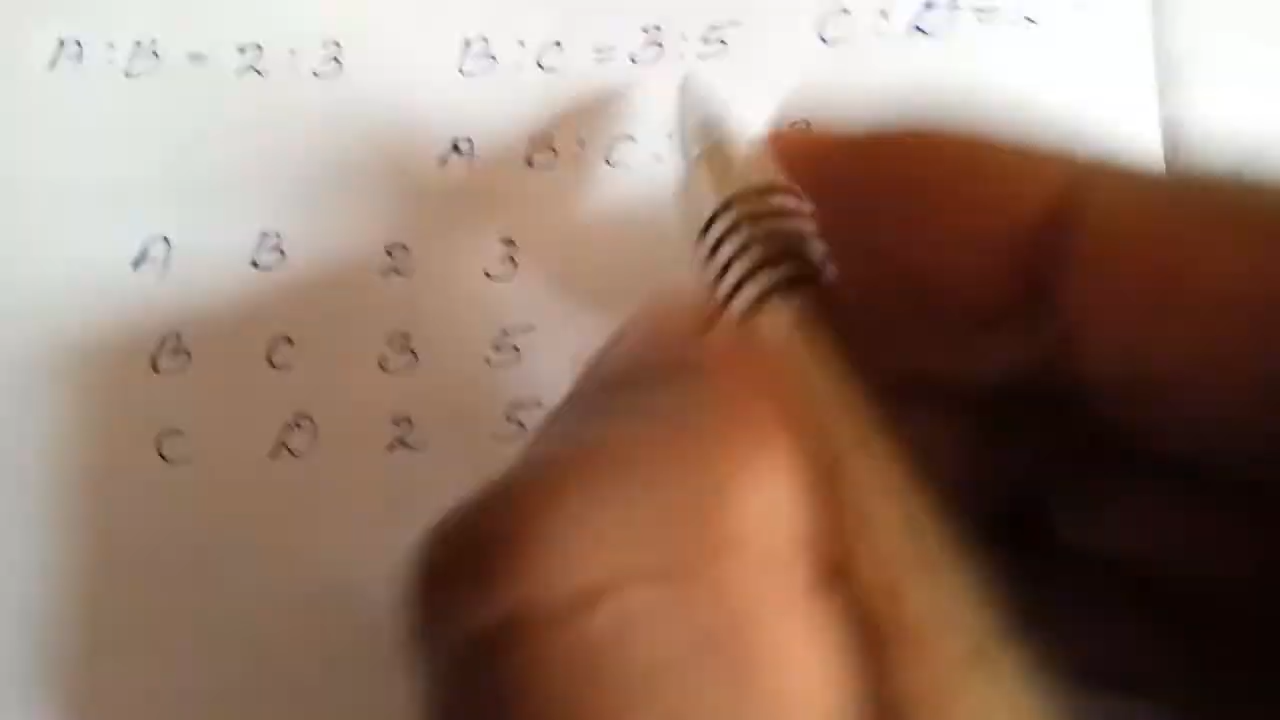 A:B = 2:3 B:C = 3:5 C:D =
A B:C:
A B 2 3
B C 3 5
C D 2 5